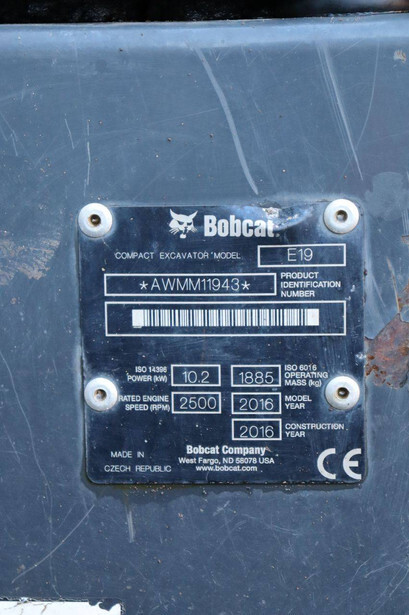 Bobcat
COMPACT EXCAVATOR MODEL E19
*AWMM11943* PRODUCT IDENTIFICATION NUMBER
ISO 14396 POWER (kW) 10.2 1885 ISO 6016 OPERATING MASS (kg)
RATED ENGINE SPEED (RPM) 2500 2016 MODEL YEAR
2016 CONSTRUCTION YEAR
MADE IN CZECH REPUBLIC
Bobcat Company
West Fargo, ND 58078 USA
www.bobcat.com
CE